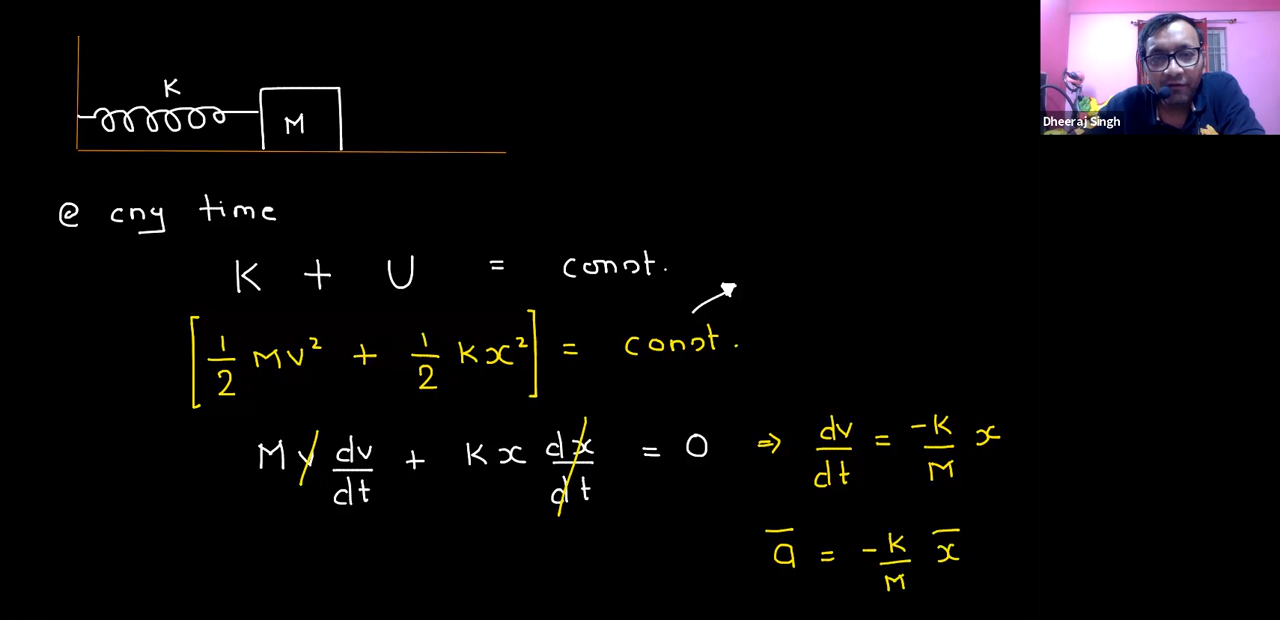 K
M
Dheeraj Singh
@ any time
K + U = const.
[1/2 Mv² + 1/2 Kx²] = const.
Mv dv/dt + Kx dx/dt = 0 ⇒ dv/dt = -K/M x
a̅ = -K/M x̅